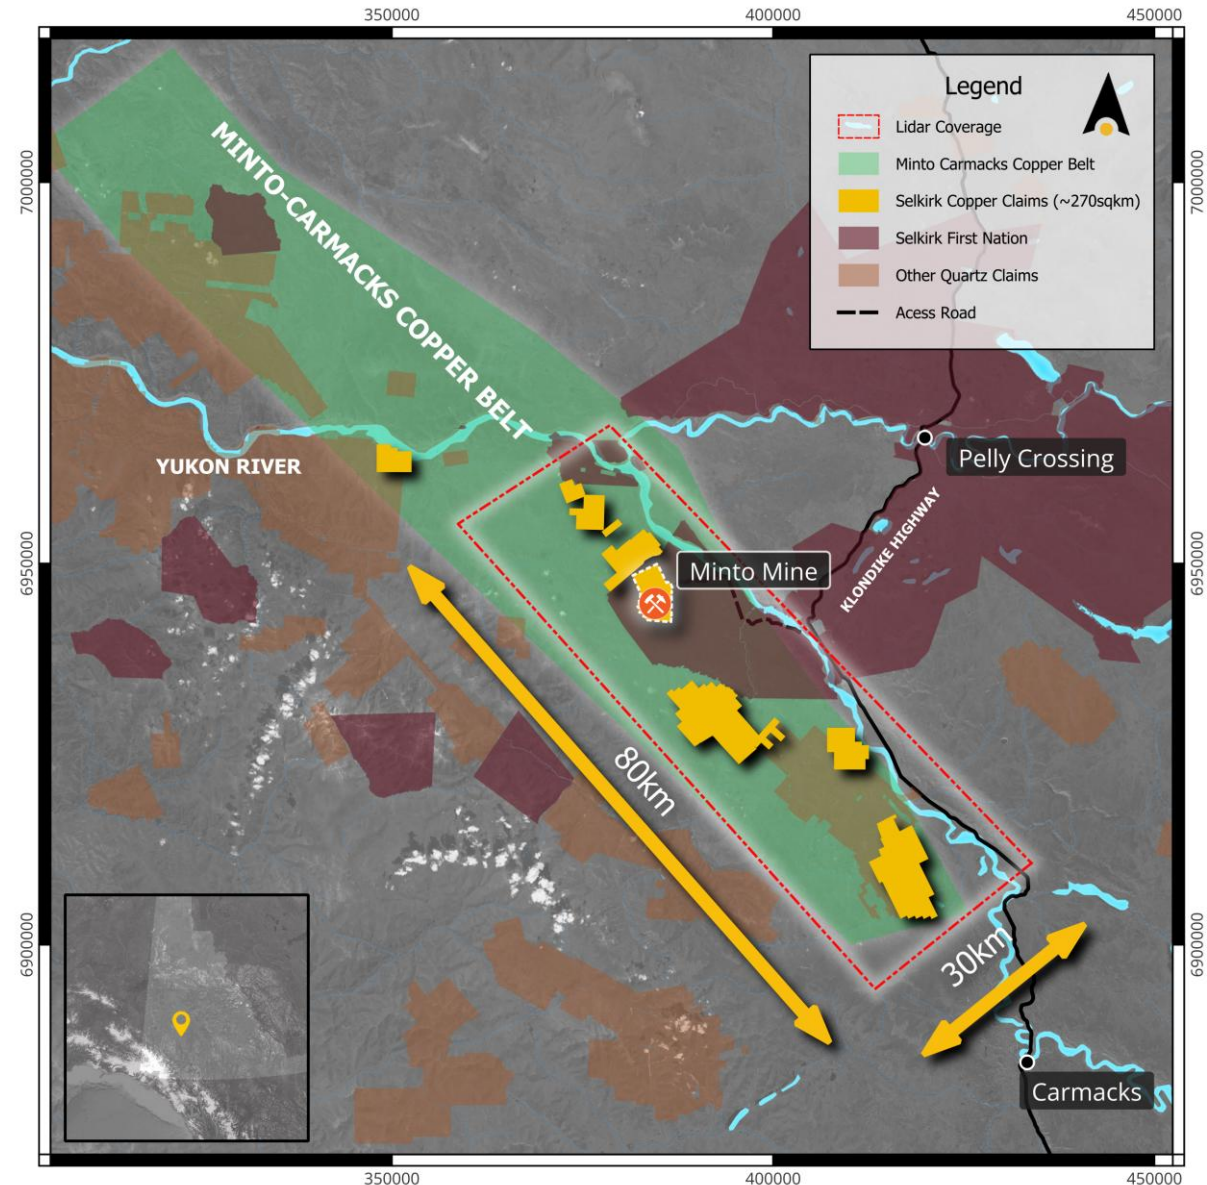 350000
400000
450000
7000000
6950000
6900000
7000000
6950000
6900000
Legend
Lidar Coverage
Minto Carmacks Copper Belt
Selkirk Copper Claims (~270sqkm)
Selkirk First Nation
Other Quartz Claims
Acess Road
MINTO-CARMACKS COPPER BELT
YUKON RIVER
Pelly Crossing
KLONDIKE HIGHWAY
Minto Mine
80km
30km
Carmacks
350000
400000
450000